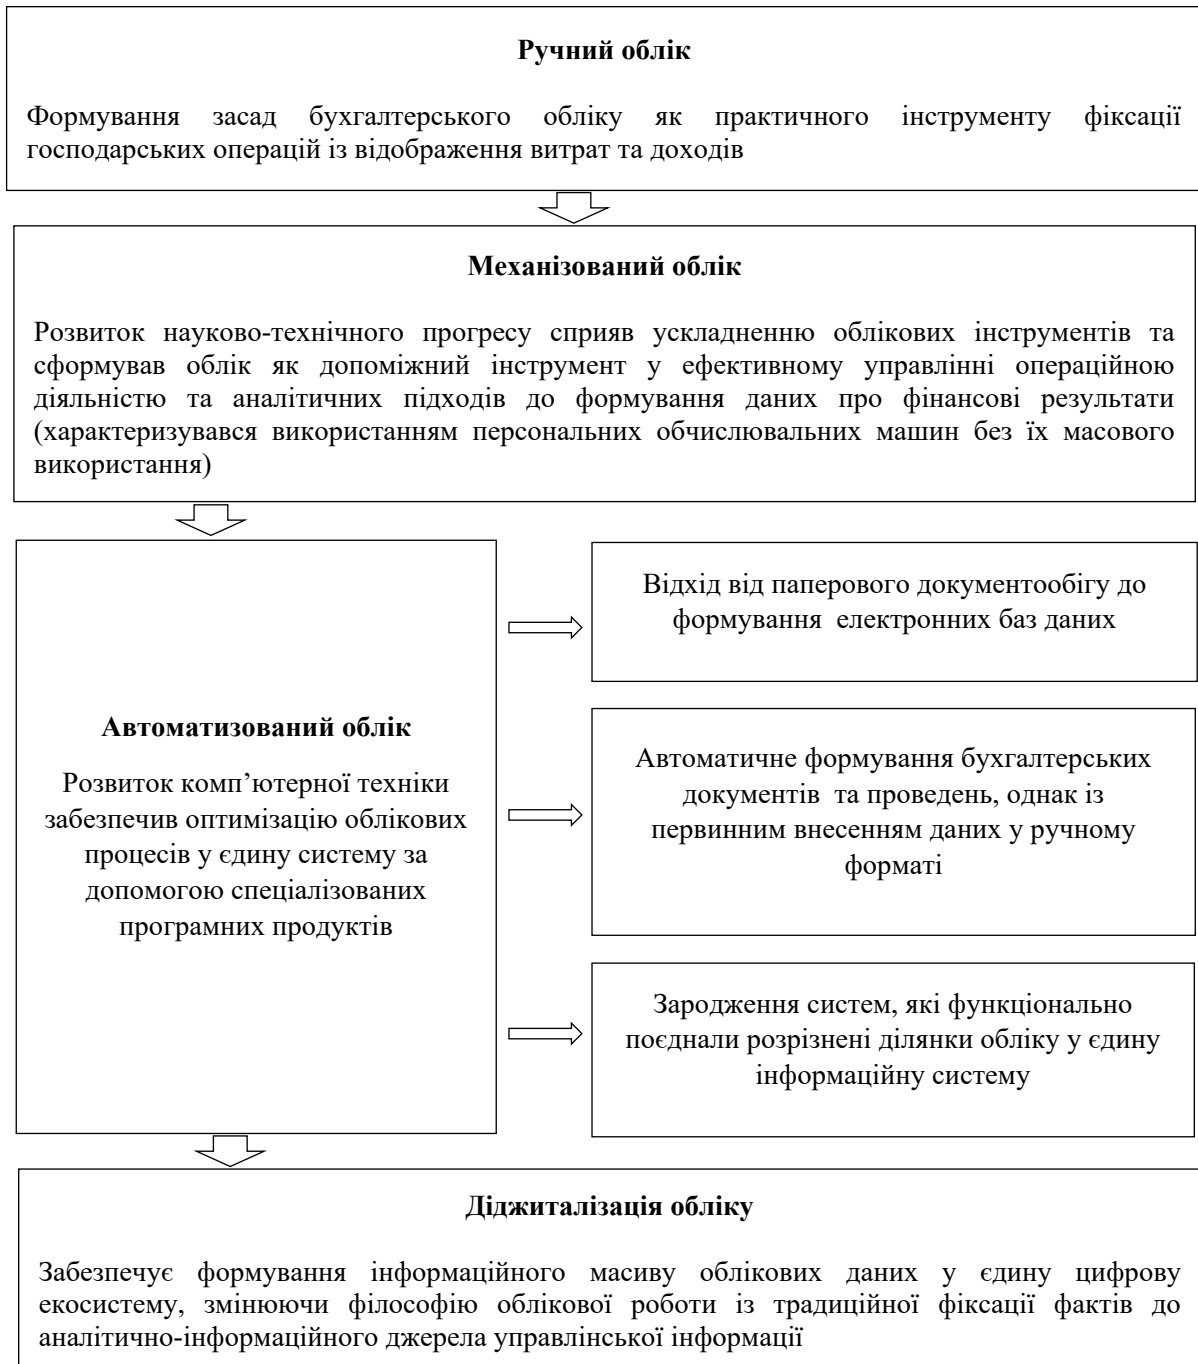 Ручний облік
Формування засад бухгалтерського обліку як практичного інструменту фіксації
господарських операцій із відображення витрат та доходів
Механізований облік
Розвиток науково-технічного прогресу сприяв ускладненню облікових інструментів та
сформував облік як допоміжний інструмент у ефективному управлінні операційною
діяльністю та аналітичних підходів до формування даних про фінансові результати
(характеризувався використанням персональних обчислювальних машин без їх масового
використання)
Автоматизований облік
Розвиток комп’ютерної техніки
забезпечив оптимізацію облікових
процесів у єдину систему за
допомогою спеціалізованих
програмних продуктів
Відхід від паперового документообігу до
формування електронних баз даних
Автоматичне формування бухгалтерських
документів та проведень, однак із
первинним внесенням даних у ручному
форматі
Зародження систем, які функціонально
поєднали розрізнені ділянки обліку у єдину
інформаційну систему
Діджиталізація обліку
Забезпечує формування інформаційного масиву облікових даних у єдину цифрову
екосистему, змінюючи філософію облікової роботи із традиційної фіксації фактів до
аналітично-інформаційного джерела управлінської інформації